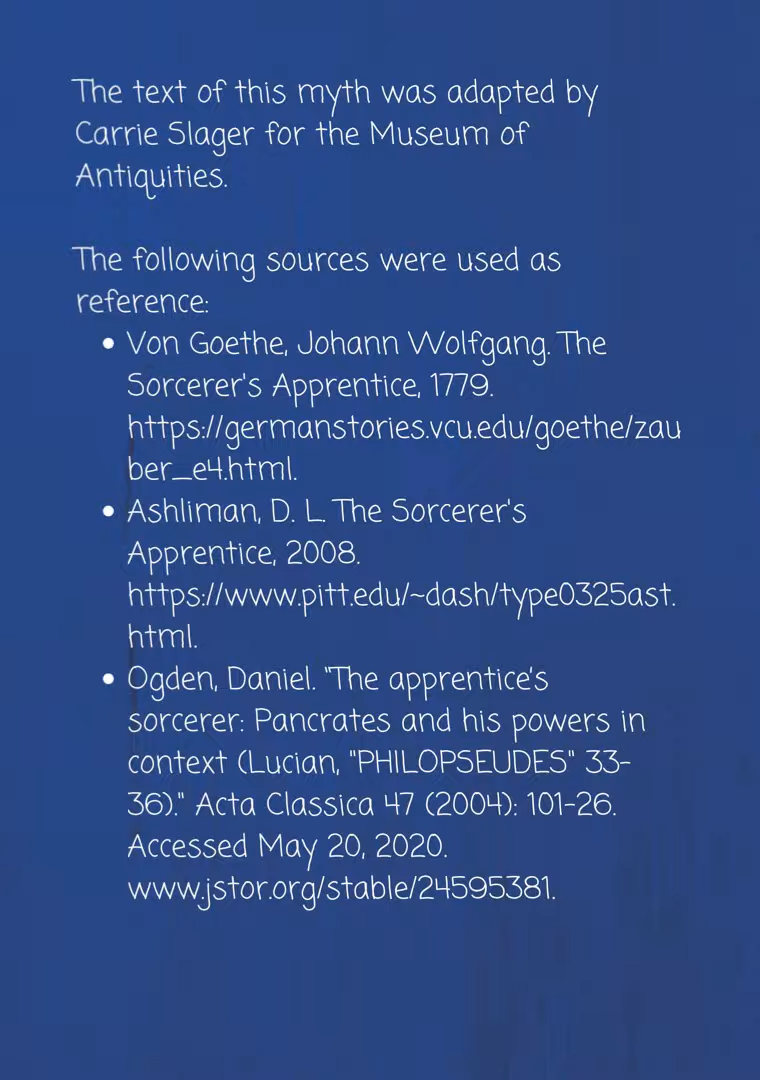 The text of this myth was adapted by
Carrie Slager for the Museum of
Antiquities.
The following sources were used as
reference:
• Von Goethe, Johann Wolfgang. The
Sorcerer's Apprentice, 1779.
https://germanstories.vcu.edu/goethe/zau
ber_e4.html.
• Ashliman, D. L. The Sorcerer's
Apprentice, 2008.
https://www.pitt.edu/~dash/type0325ast.
html.
• Ogden, Daniel. "The apprentice's
sorcerer: Pancrates and his powers in
context (Lucian, "PHILOPSEUDES" 33-
36)." Acta Classica 47 (2004): 101-26.
Accessed May 20, 2020.
www.jstor.org/stable/24595381.